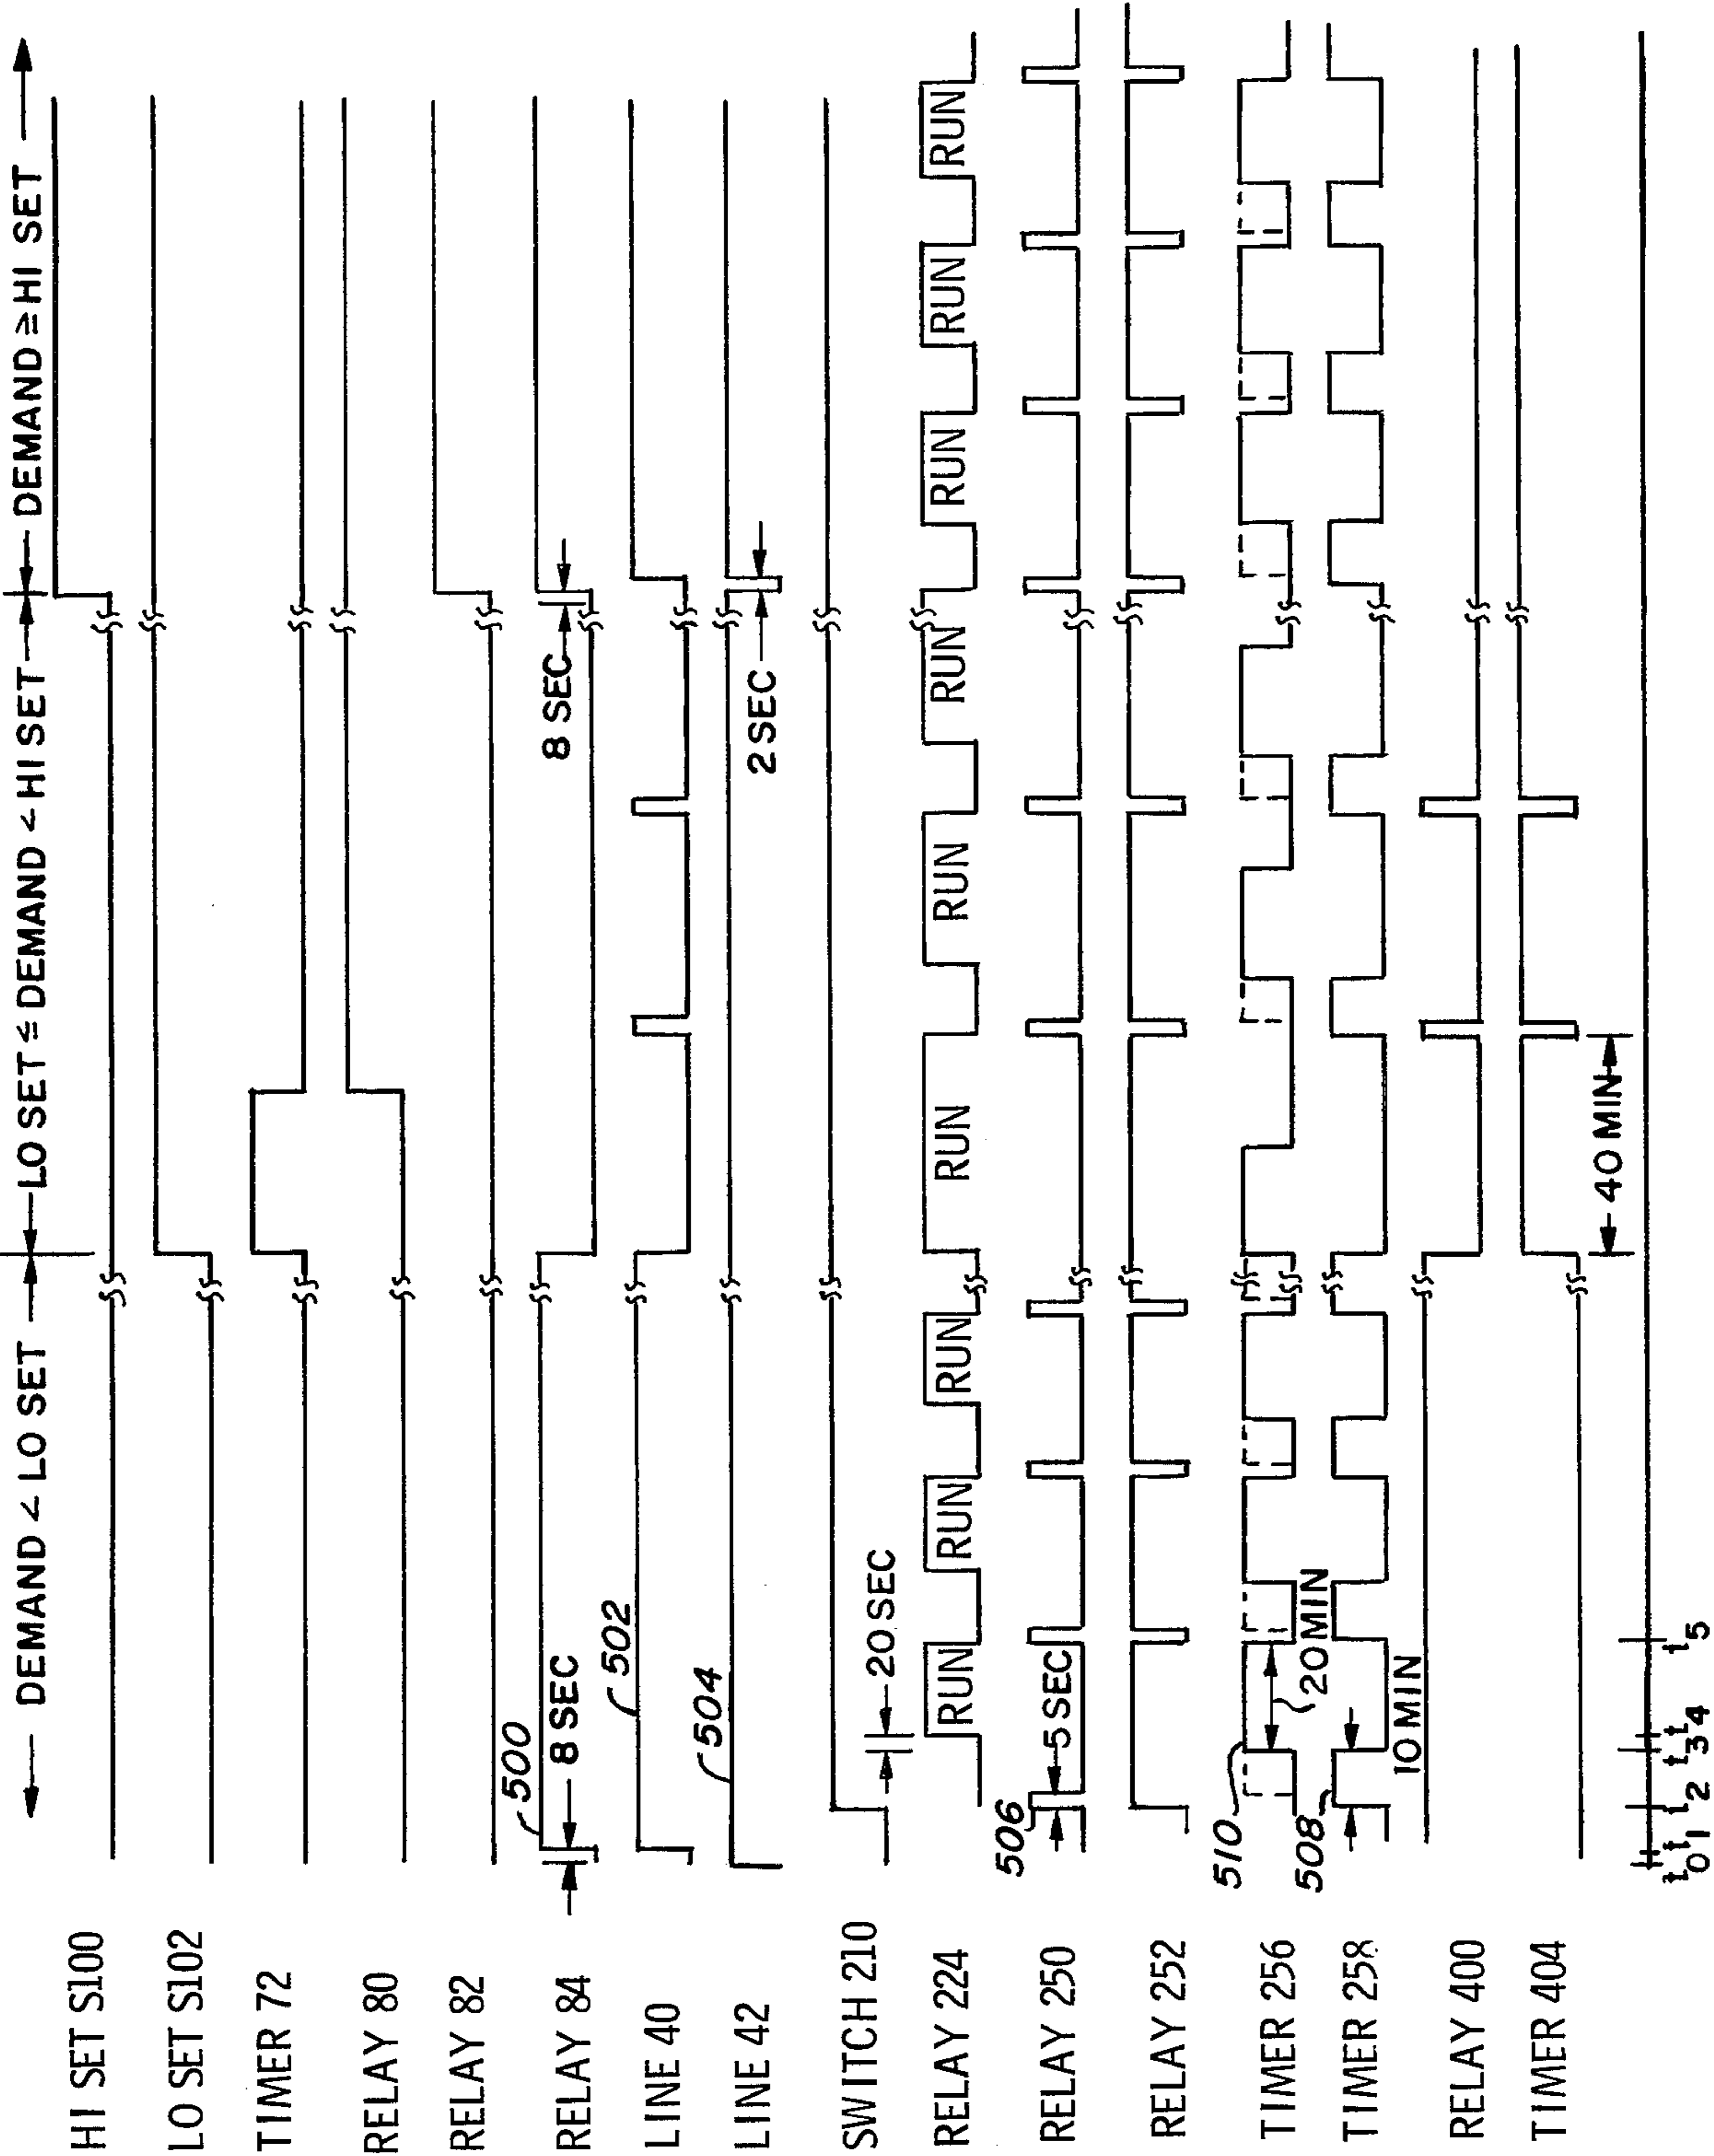 DEMAND < LO SET
LO SET ≤ DEMAND < HI SET
DEMAND ≥ HI SET
HI SET S100
LO SET S102
TIMER 72
RELAY 80
RELAY 82
RELAY 84
500
8 SEC
8 SEC
LINE 40
502
LINE 42
504
2 SEC
SWITCH 210
20 SEC
RELAY 224
RUN
RUN
RUN
RUN
RUN
RUN
RUN
RUN
RUN
RUN
RELAY 250
506
5 SEC
RELAY 252
TIMER 256
510
20 MIN
TIMER 258
508
10 MIN
RELAY 400
TIMER 404
40 MIN
t0 t1 t2 t3 t4 t5